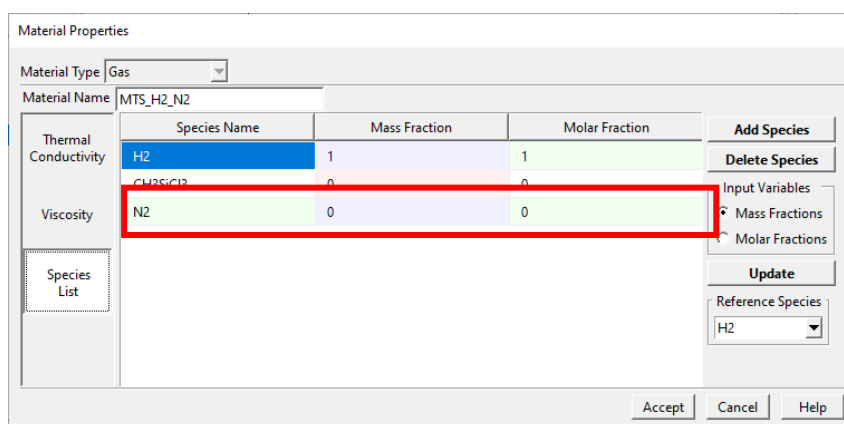 Material Properties
Material Type Gas
Material Name MTS_H2_N2
Thermal Conductivity
Viscosity
Species List
Species Name Mass Fraction Molar Fraction
H2 1 1
CH3SiCl3 0 0
N2 0 0
Add Species
Delete Species
Input Variables
Mass Fractions
Molar Fractions
Update
Reference Species
H2
Accept Cancel Help